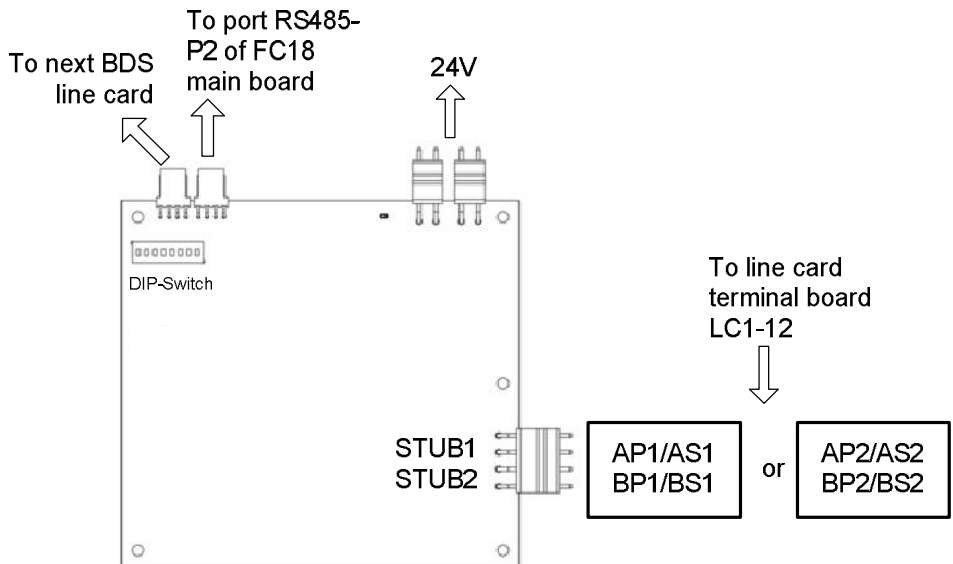 To port RS485-
P2 of FC18
main board
To next BDS
line card
24V
DIP-Switch
To line card
terminal board
LC1-12
STUB1
STUB2
AP1/AS1
BP1/BS1
or
AP2/AS2
BP2/BS2